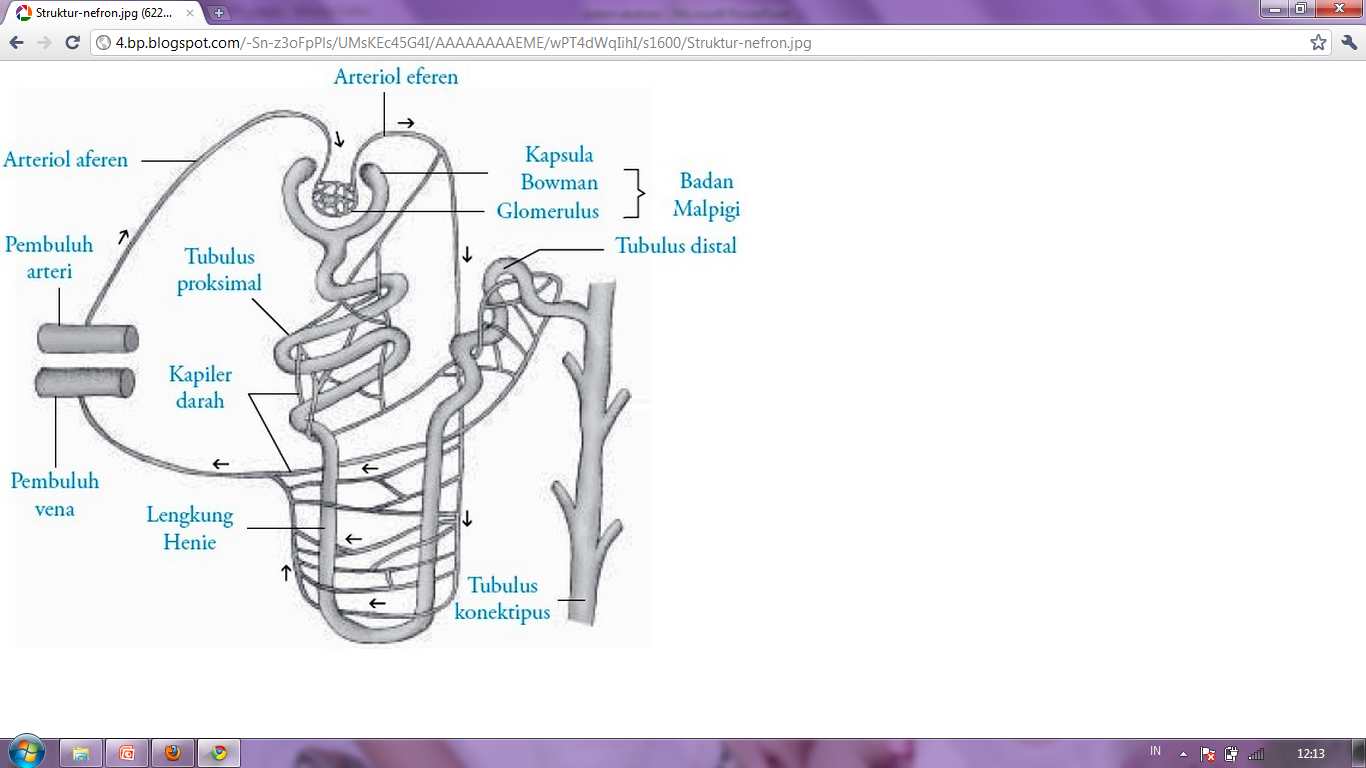 Struktur-nefron.jpg (622...
4.bp.blogspot.com/-Sn-z3oFpPls/UMsKEc45G4I/AAAAAAAAEME/wPT4dWqIihI/s1600/Struktur-nefron.jpg
Arteriol eferen
Arteriol aferen
Kapsula
Bowman
Glomerulus
Badan
Malpigi
Pembuluh
arteri
Tubulus
proksimal
Tubulus distal
Kapiler
darah
Pembuluh
vena
Lengkung
Henie
Tubulus
konektipus
IN
12:13